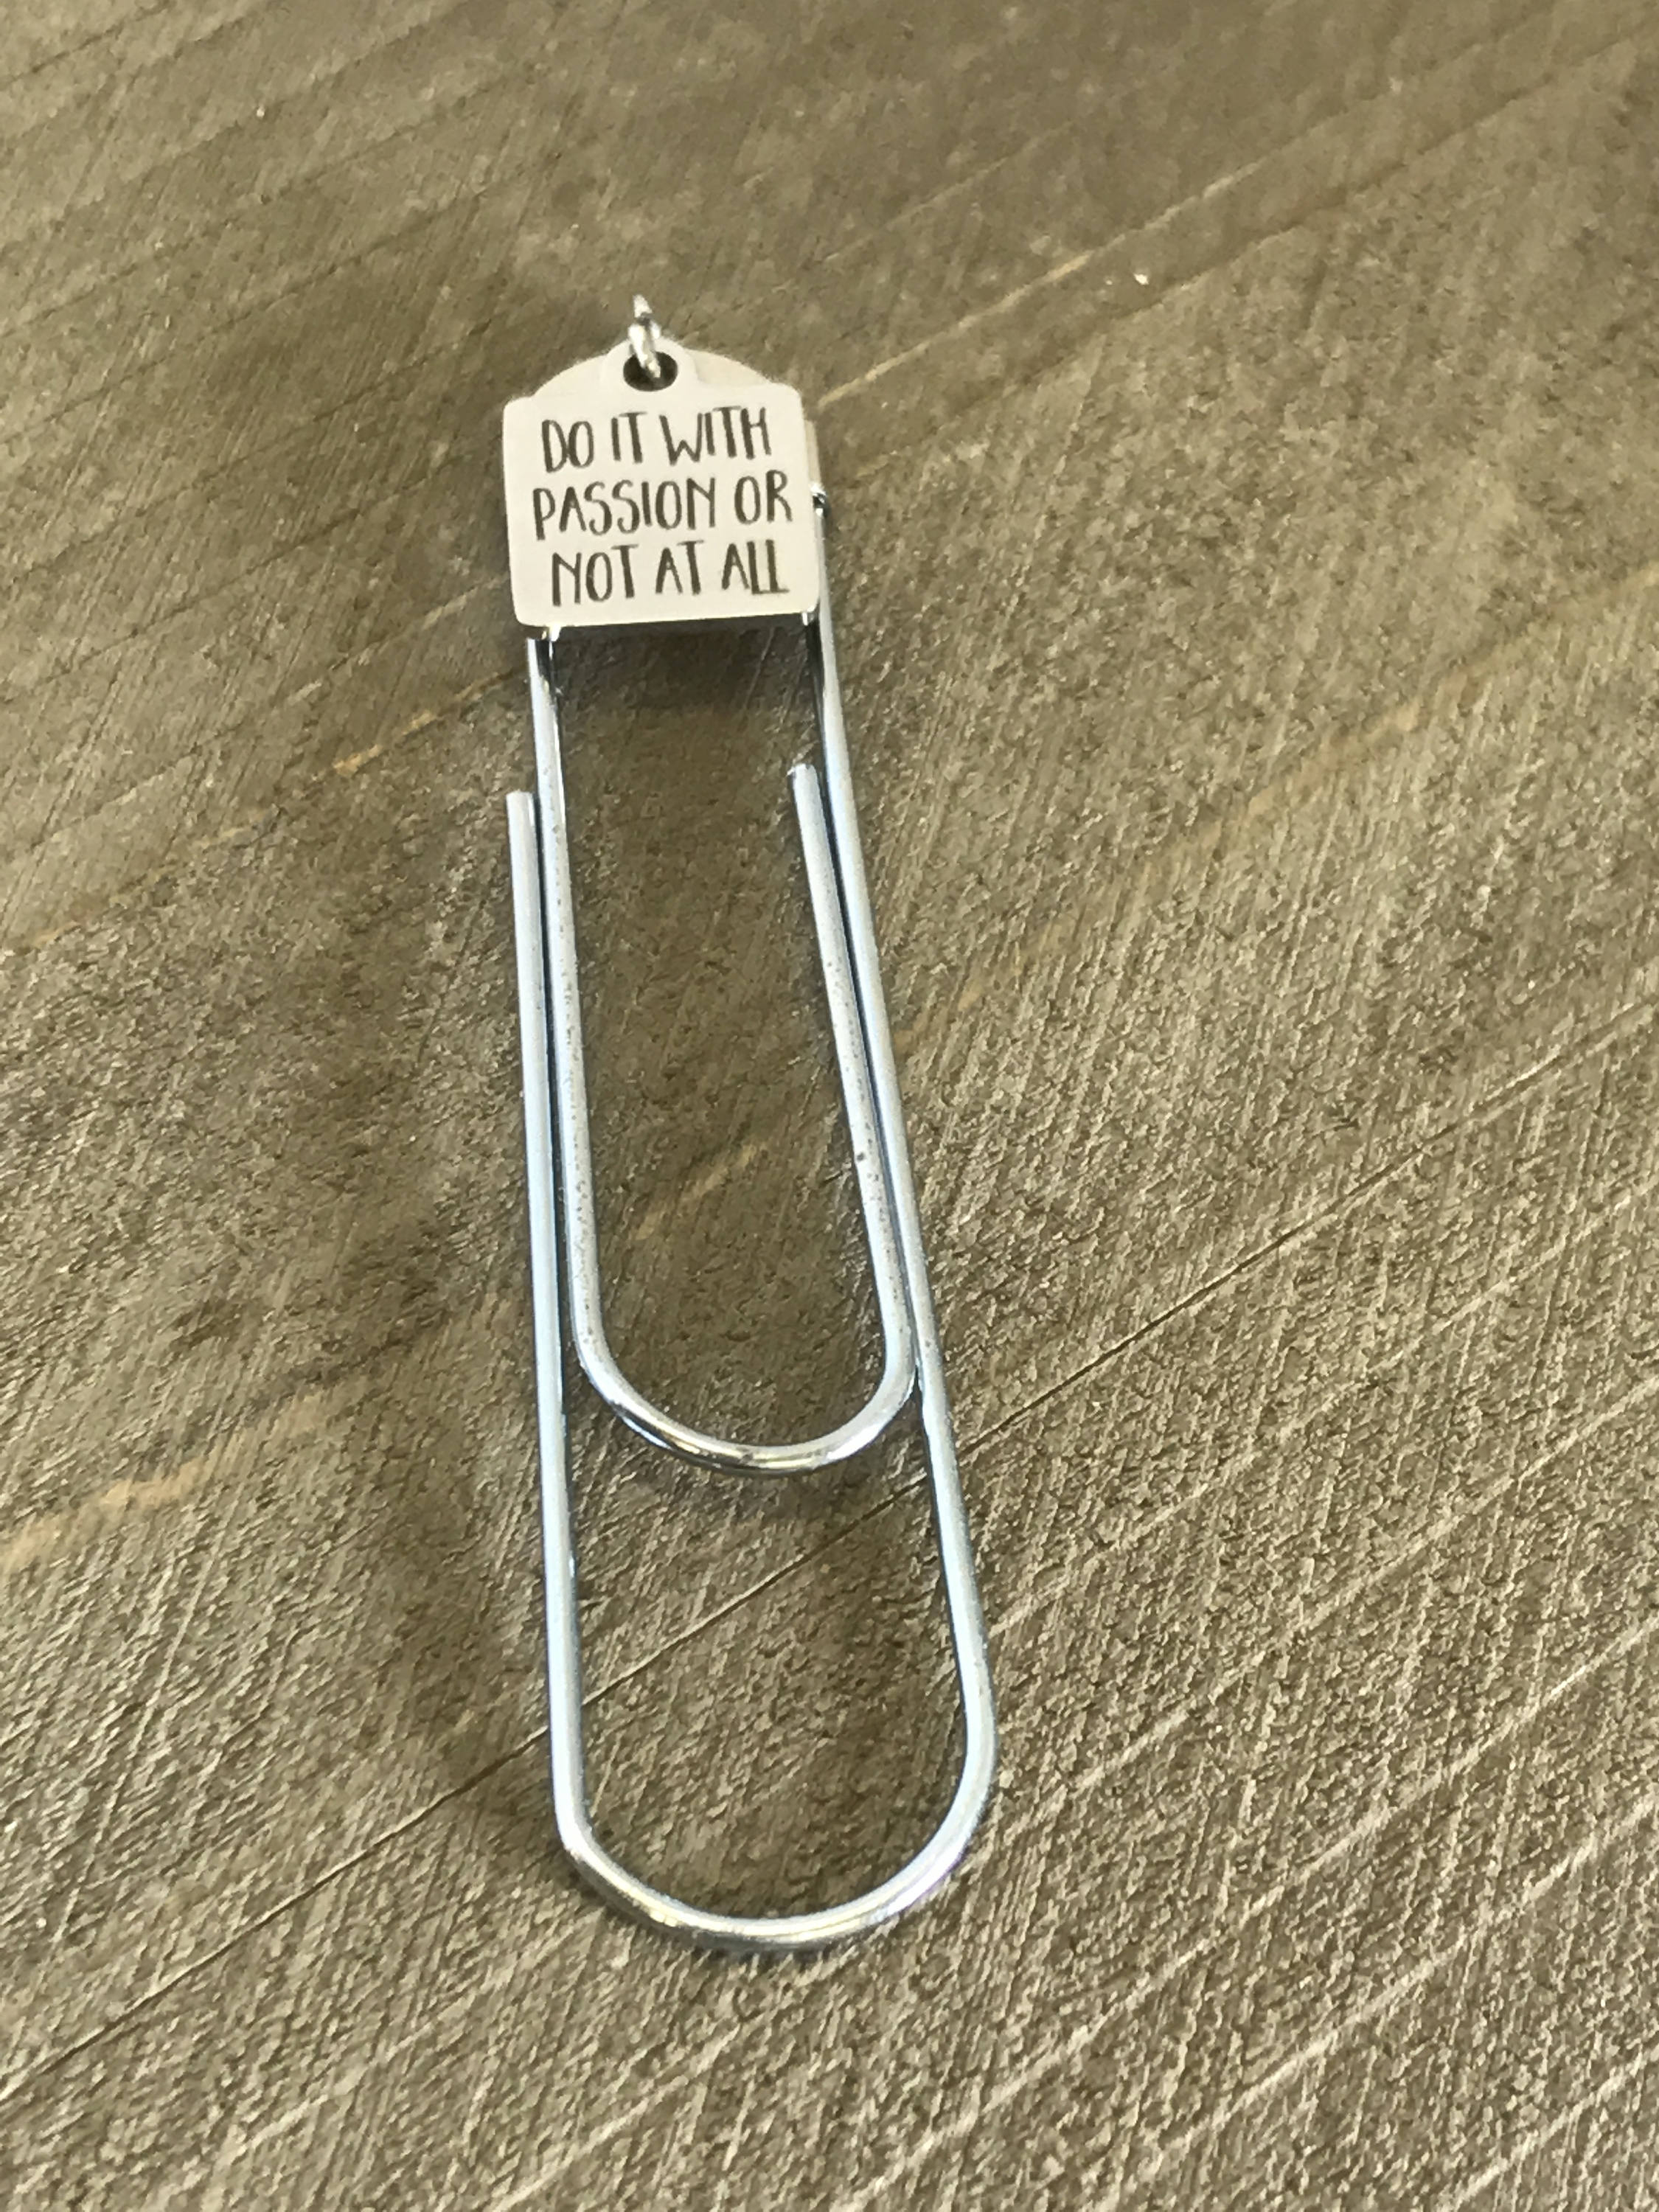 DO IT WITH
PASSION OR
NOT AT ALL